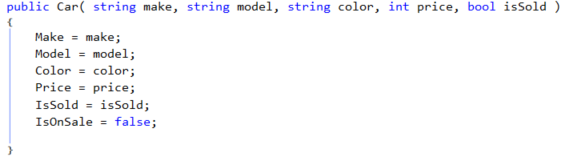 public Car( string make, string model, string color, int price, bool isSold )
{
Make = make;
Model = model;
Color = color;
Price = price;
IsSold = isSold;
IsOnSale = false;
}